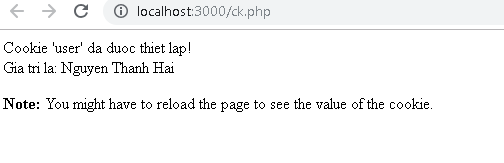 localhost:3000/ck.php
Cookie 'user' da duoc thiet lap!
Gia tri la: Nguyen Thanh Hai
Note: You might have to reload the page to see the value of the cookie.